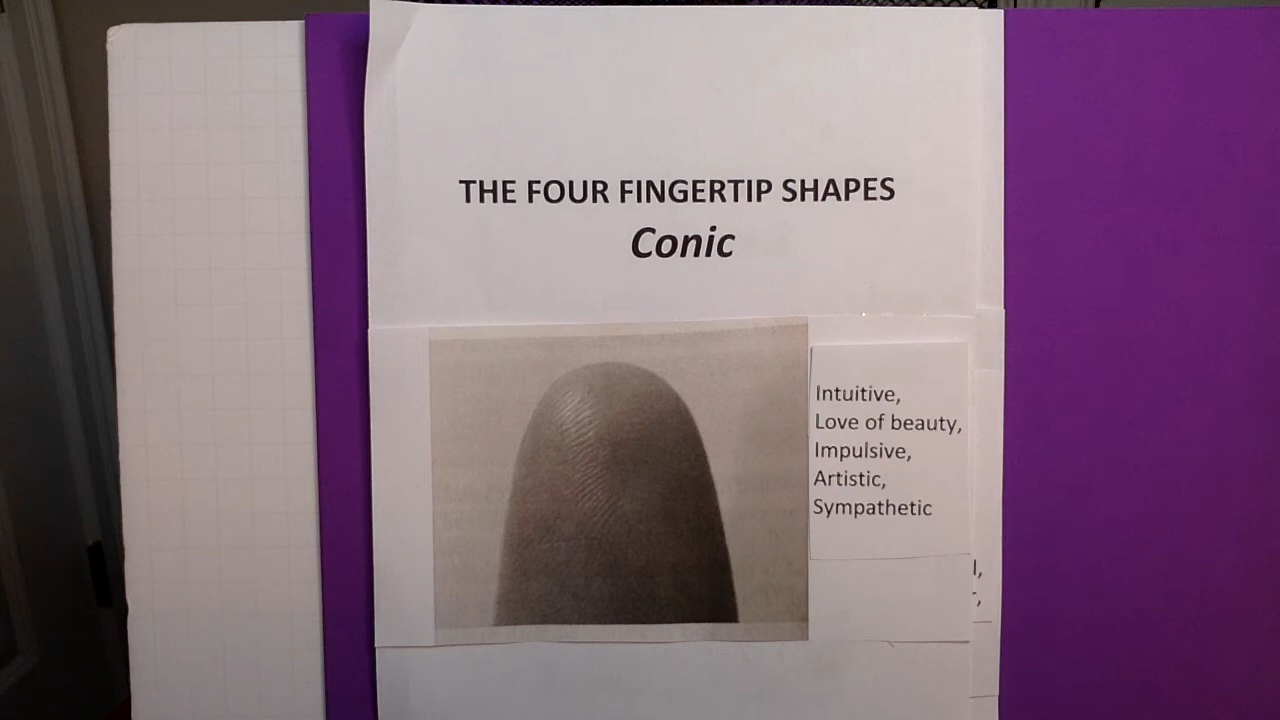 THE FOUR FINGERTIP SHAPES
Conic
Intuitive,
Love of beauty,
Impulsive,
Artistic,
Sympathetic